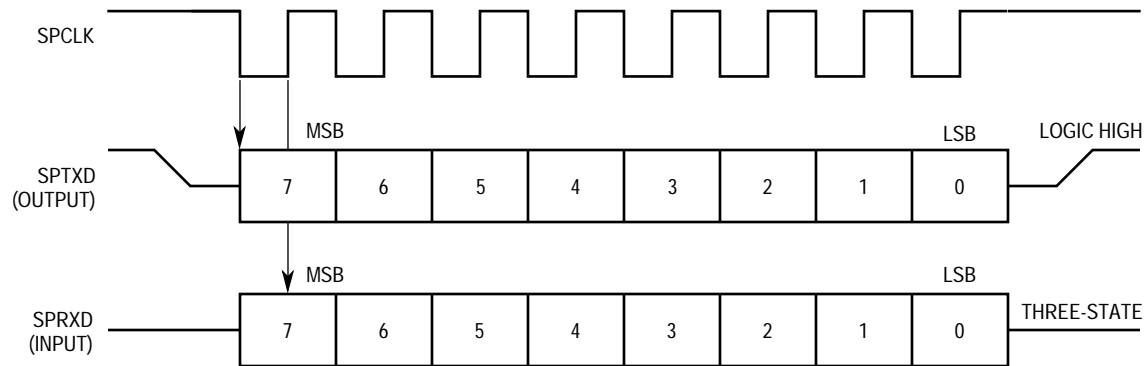 SPCLK
MSB
LSB
LOGIC HIGH
SPTXD
(OUTPUT)
7 6 5 4 3 2 1 0
MSB
LSB
THREE-STATE
SPRXD
(INPUT)
7 6 5 4 3 2 1 0